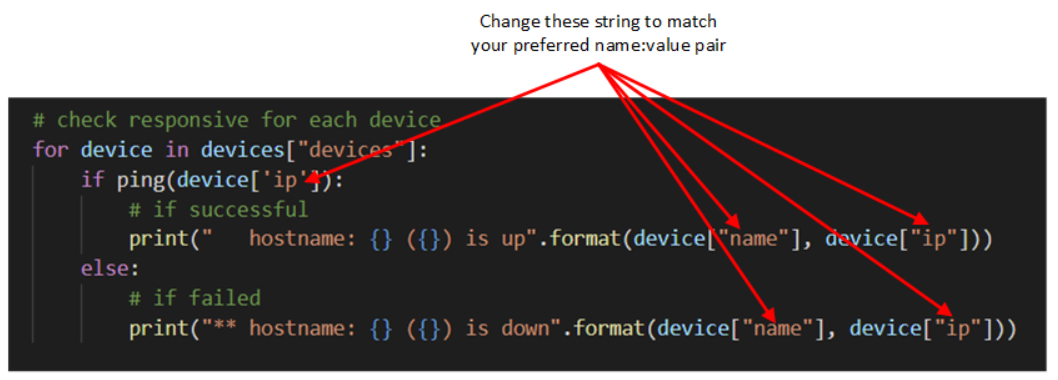 Change these string to match
your preferred name:value pair
# check responsive for each device
for device in devices["devices"]:
    if ping(device['ip']):
        # if successful
        print("   hostname: {} ({}) is up".format(device["name"], device["ip"]))
    else:
        # if failed
        print("** hostname: {} ({}) is down".format(device["name"], device["ip"]))